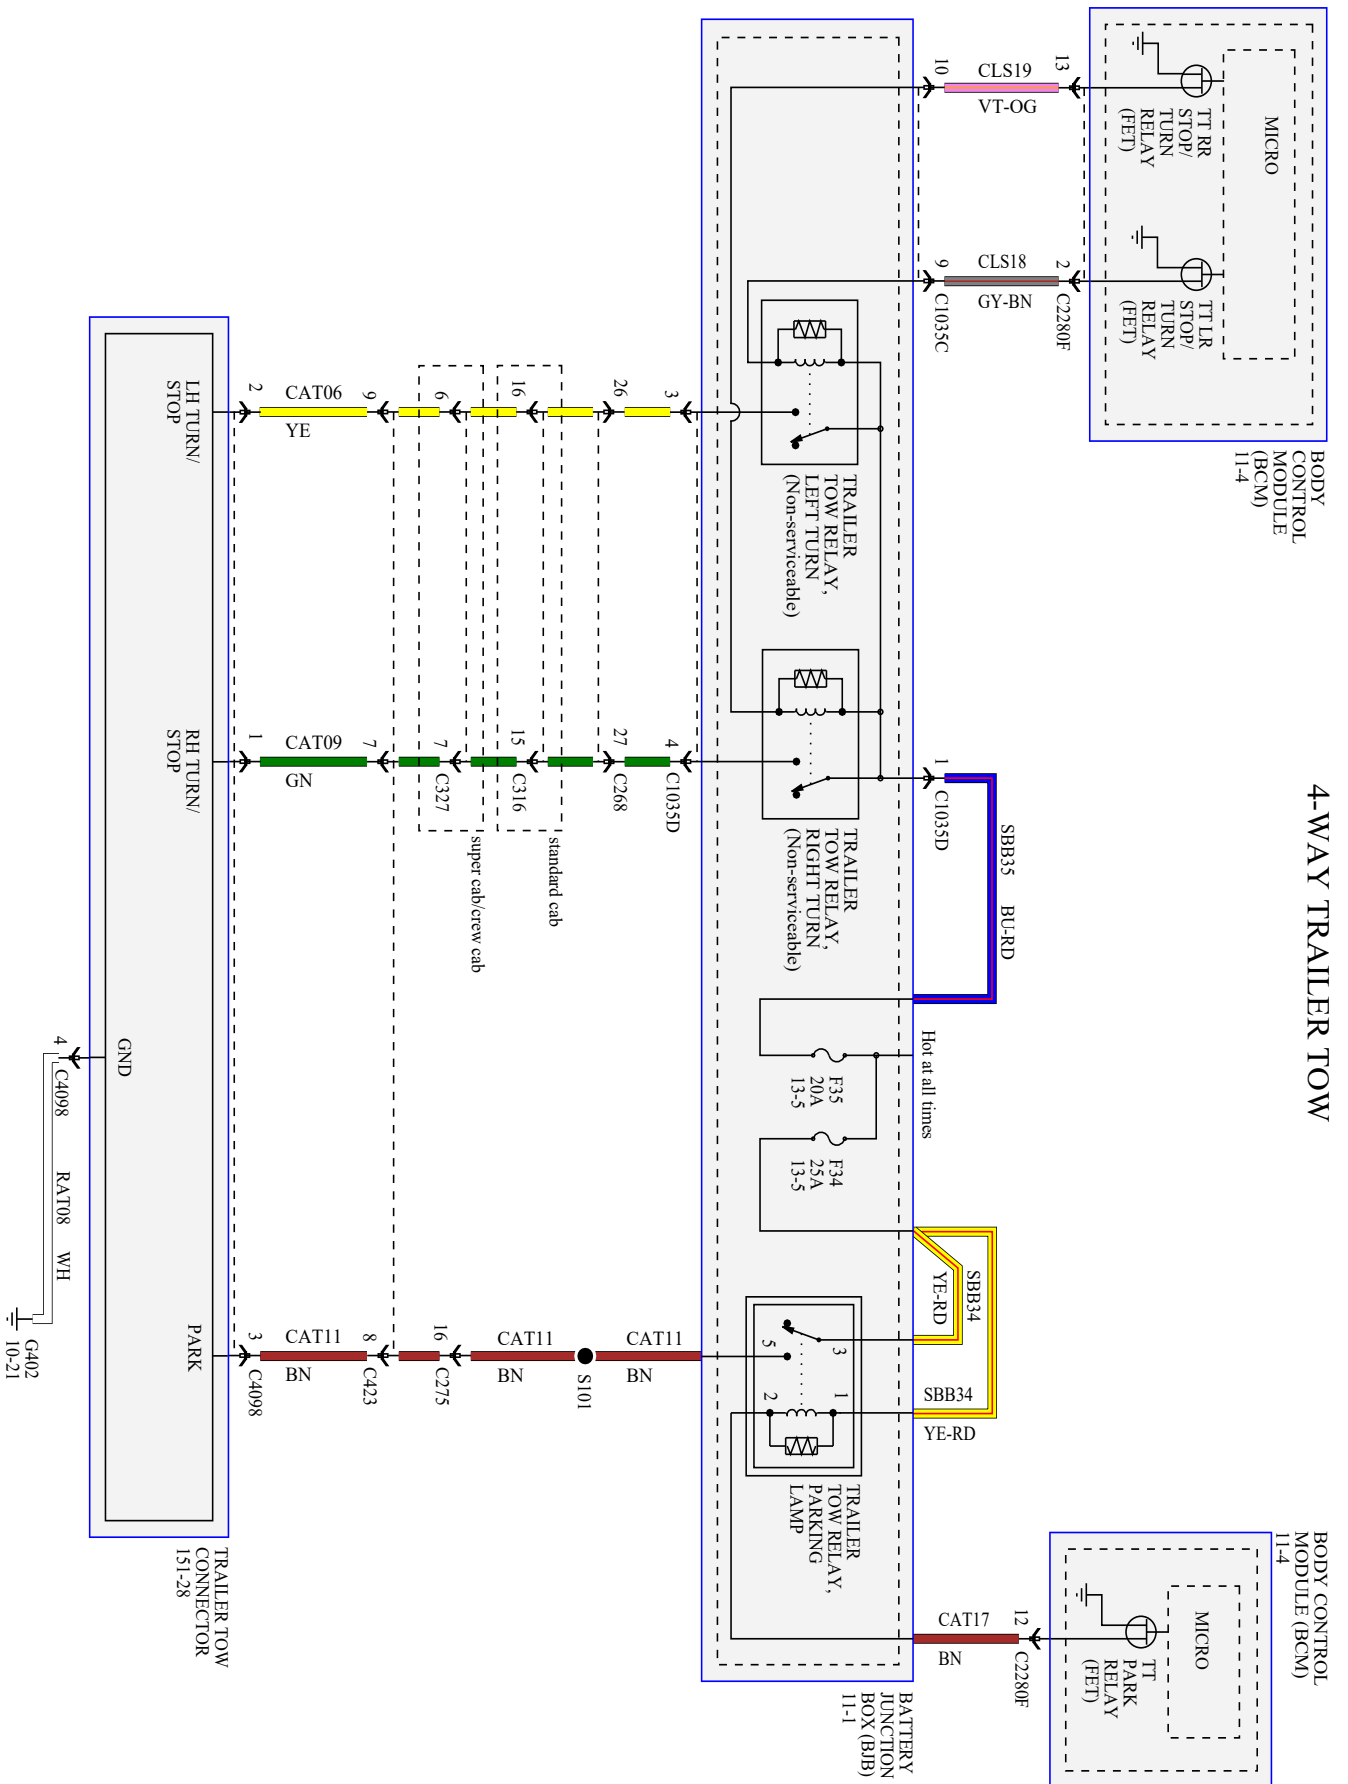 4-WAY TRAILER TOW
MICRO
TT RR
STOP/
TURN
RELAY
(FET)
TT LR
STOP/
TURN
RELAY
(FET)
BODY
CONTROL
MODULE
(BCM)
11-4
13
CLS19
VT-OG
10
2
C2280F
CLS18
GY-BN
9
C1035C
1
C1035D
SBB35
BU-RD
Hot at all times
F35
20A
13-5
F34
25A
13-5
SBB34
YE-RD
SBB34
YE-RD
BODY CONTROL
MODULE (BCM)
11-4
MICRO
TT
PARK
RELAY
(FET)
12
C2280F
CAT17
BN
TRAILER
TOW RELAY,
LEFT TURN
(Non-serviceable)
TRAILER
TOW RELAY,
RIGHT TURN
(Non-serviceable)
3
5
1
2
TRAILER
TOW RELAY,
PARKING
LAMP
BATTERY
JUNCTION
BOX (BJB)
11-1
3
4
C1035D
26
27
C268
16
15
C316
standard cab
6
7
C327
super cab/crew cab
CAT11
BN
S101
CAT11
BN
16
C275
9
7
8
C423
CAT06
YE
CAT09
GN
CAT11
BN
2
1
3
C4098
LH TURN/
STOP
RH TURN/
STOP
PARK
GND
TRAILER TOW
CONNECTOR
151-28
4
C4098
RAT08
WH
G402
10-21